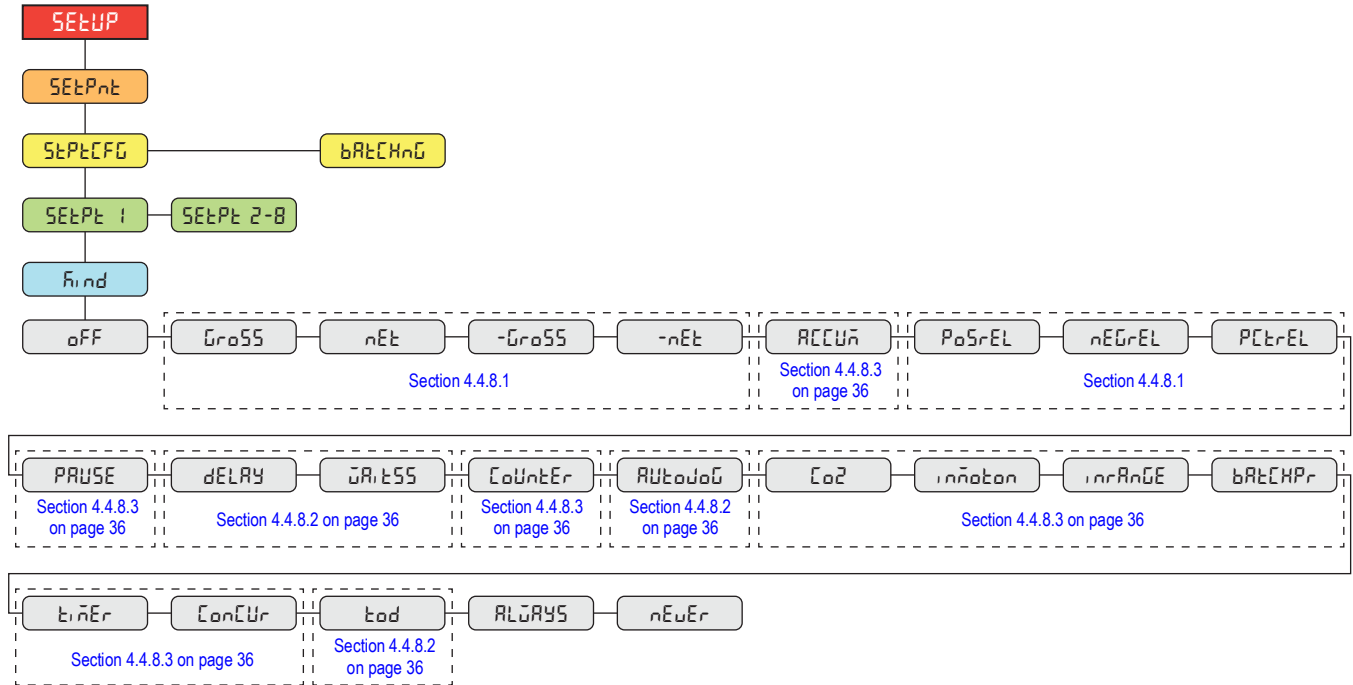 SEtUP
SEtPnt
StPtCFG
bAtCHnG
SEtPt 1
SEtPt 2-8
kind
oFF
GroSS
nEt
-GroSS
-nEt
ACCUm
PoSrEL
nEGrEL
PCtrEL
Section 4.4.8.1
Section 4.4.8.3
on page 36
Section 4.4.8.1
PAUSE
dELAY
wAitSS
CoUntEr
AUtoJoG
Co2
inmoton
inrAnGE
bAtCHPr
Section 4.4.8.3
on page 36
Section 4.4.8.2 on page 36
Section 4.4.8.3
on page 36
Section 4.4.8.2
on page 36
Section 4.4.8.3 on page 36
timEr
ConCUr
tod
ALwAYS
nEvEr
Section 4.4.8.3 on page 36
Section 4.4.8.2
on page 36